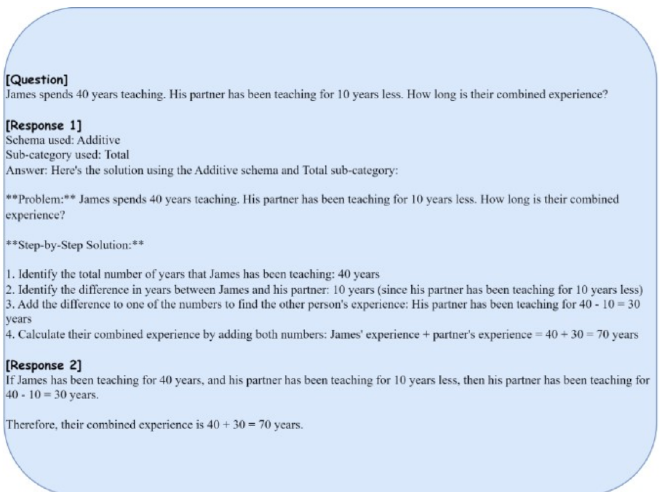 [Question]
James spends 40 years teaching. His partner has been teaching for 10 years less. How long is their combined experience?
[Response 1]
Schema used: Additive
Sub-category used: Total
Answer: Here's the solution using the Additive schema and Total sub-category:
**Problem:** James spends 40 years teaching. His partner has been teaching for 10 years less. How long is their combined
experience?
**Step-by-Step Solution:**
1. Identify the total number of years that James has been teaching: 40 years
2. Identify the difference in years between James and his partner: 10 years (since his partner has been teaching for 10 years less)
3. Add the difference to one of the numbers to find the other person's experience: His partner has been teaching for 40 - 10 = 30
years
4. Calculate their combined experience by adding both numbers: James' experience + partner's experience = 40 + 30 = 70 years
[Response 2]
If James has been teaching for 40 years, and his partner has been teaching for 10 years less, then his partner has been teaching for
40 - 10 = 30 years.
Therefore, their combined experience is 40 + 30 = 70 years.